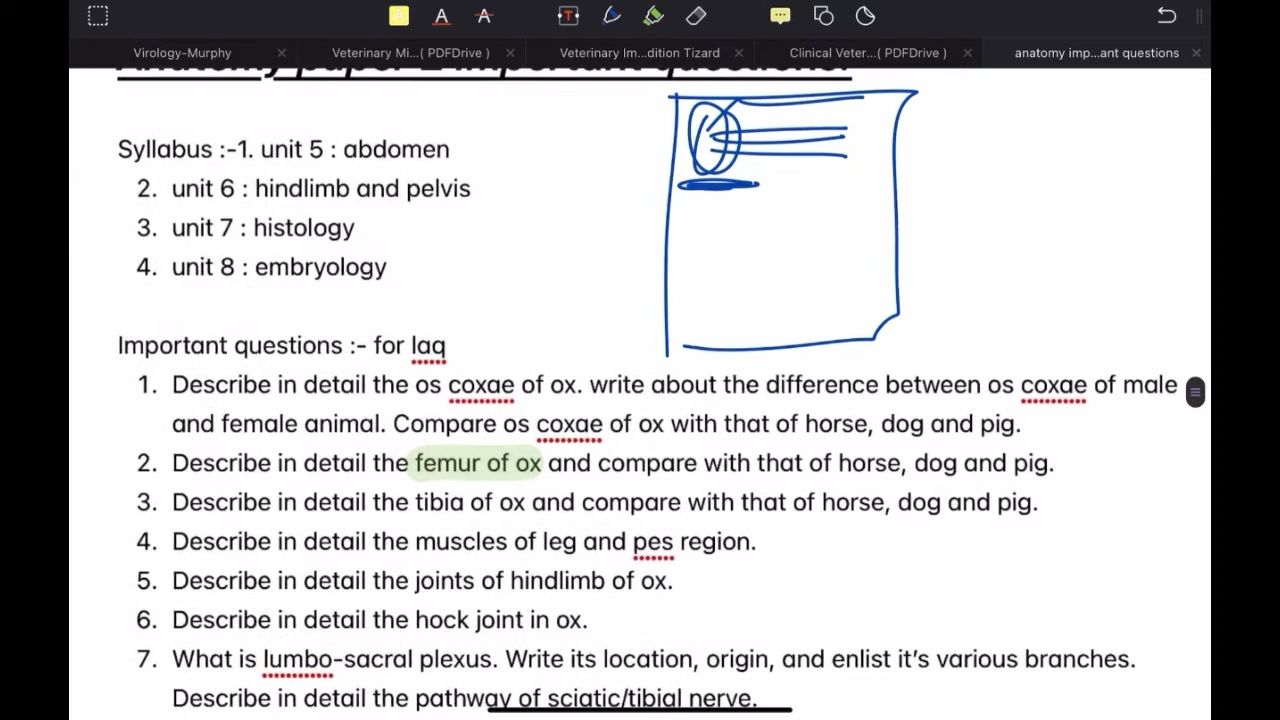 A
A
A
T
Virology-Murphy
Veterinary Mi...( PDFDrive )
Veterinary Im...dition Tizard
Clinical Veter...( PDFDrive )
anatomy imp...ant questions
Syllabus :-1. unit 5 : abdomen
2. unit 6 : hindlimb and pelvis
3. unit 7 : histology
4. unit 8 : embryology
Important questions :- for laq
1. Describe in detail the os coxae of ox. write about the difference between os coxae of male
and female animal. Compare os coxae of ox with that of horse, dog and pig.
2. Describe in detail the femur of ox and compare with that of horse, dog and pig.
3. Describe in detail the tibia of ox and compare with that of horse, dog and pig.
4. Describe in detail the muscles of leg and pes region.
5. Describe in detail the joints of hindlimb of ox.
6. Describe in detail the hock joint in ox.
7. What is lumbo-sacral plexus. Write its location, origin, and enlist it's various branches.
Describe in detail the pathway of sciatic/tibial nerve.